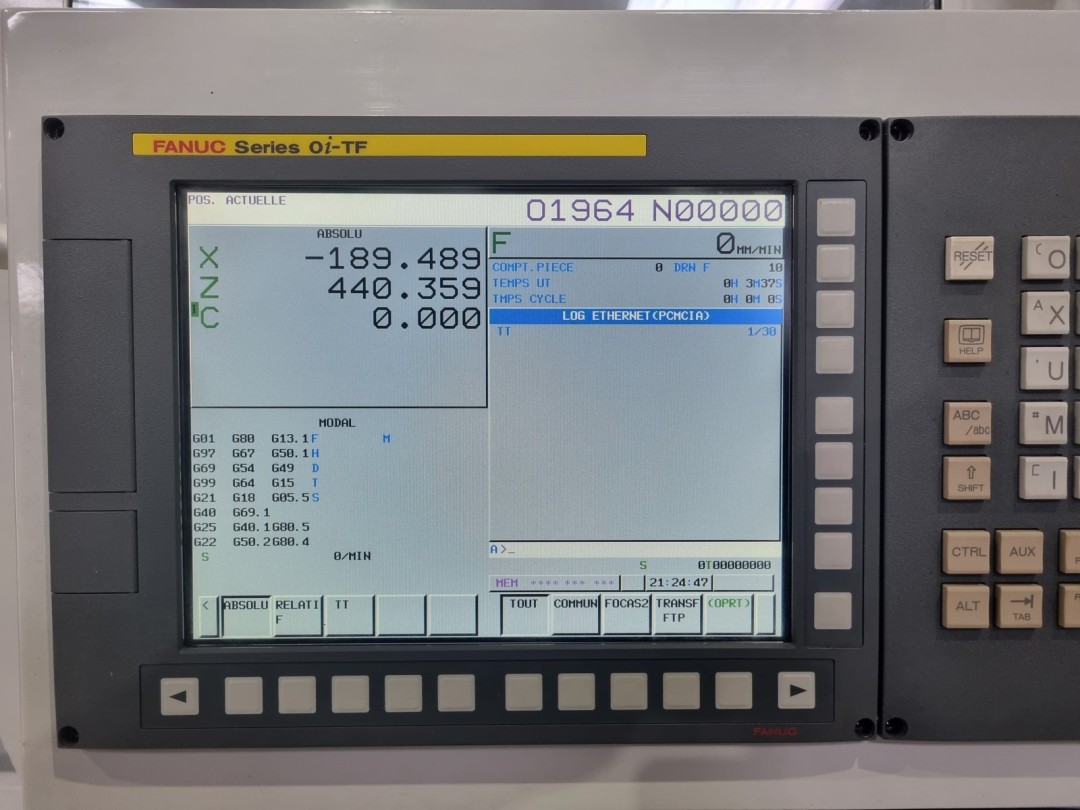 FANUC Series 0i-TF
POS. ACTUELLE
O1964 N00000
ABSOLU
X -189.489
Z 440.359
C 0.000
F 0 MM/MIN
COMPT.PIECE 0 DRN F 10
TEMPS UT 0H 3M37S
TMPS CYCLE 0H 0M 0S
LOG ETHERNET(PCMCIA)
TT 1/30
MODAL
G01 G80 G13.1 F M
G97 G67 G50.1 H
G69 G54 G49 D
G99 G64 G15 T
G21 G18 G05.5 S
G40 G69.1
G25 G40.1 G80.5
G22 G50.2 G80.4
S 0/MIN
A>_
S 0T00000000
MEM **** *** *** 21:24:47
< ABSOLU RELATI
F TT
TOUT COMMUN FOCAS2 TRANSF
FTP (OPRT)
FANUC
RESET
( O
HELP
A X
U
ABC
/abc
# M
SHIFT
[ I
CTRL AUX
ALT TAB